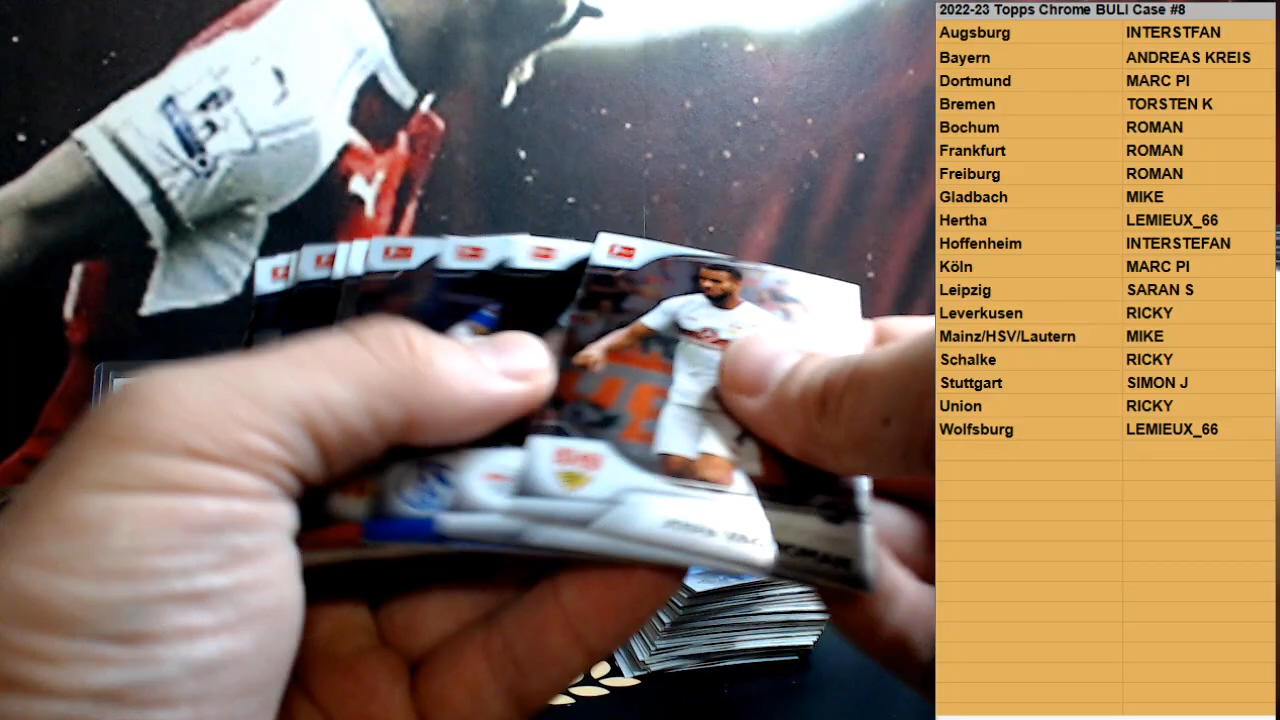 2022-23 Topps Chrome BULI Case #8
Augsburg INTERSTFAN
Bayern ANDREAS KREIS
Dortmund MARC PI
Bremen TORSTEN K
Bochum ROMAN
Frankfurt ROMAN
Freiburg ROMAN
Gladbach MIKE
Hertha LEMIEUX_66
Hoffenheim INTERSTEFAN
Köln MARC PI
Leipzig SARAN S
Leverkusen RICKY
Mainz/HSV/Lautern MIKE
Schalke RICKY
Stuttgart SIMON J
Union RICKY
Wolfsburg LEMIEUX_66